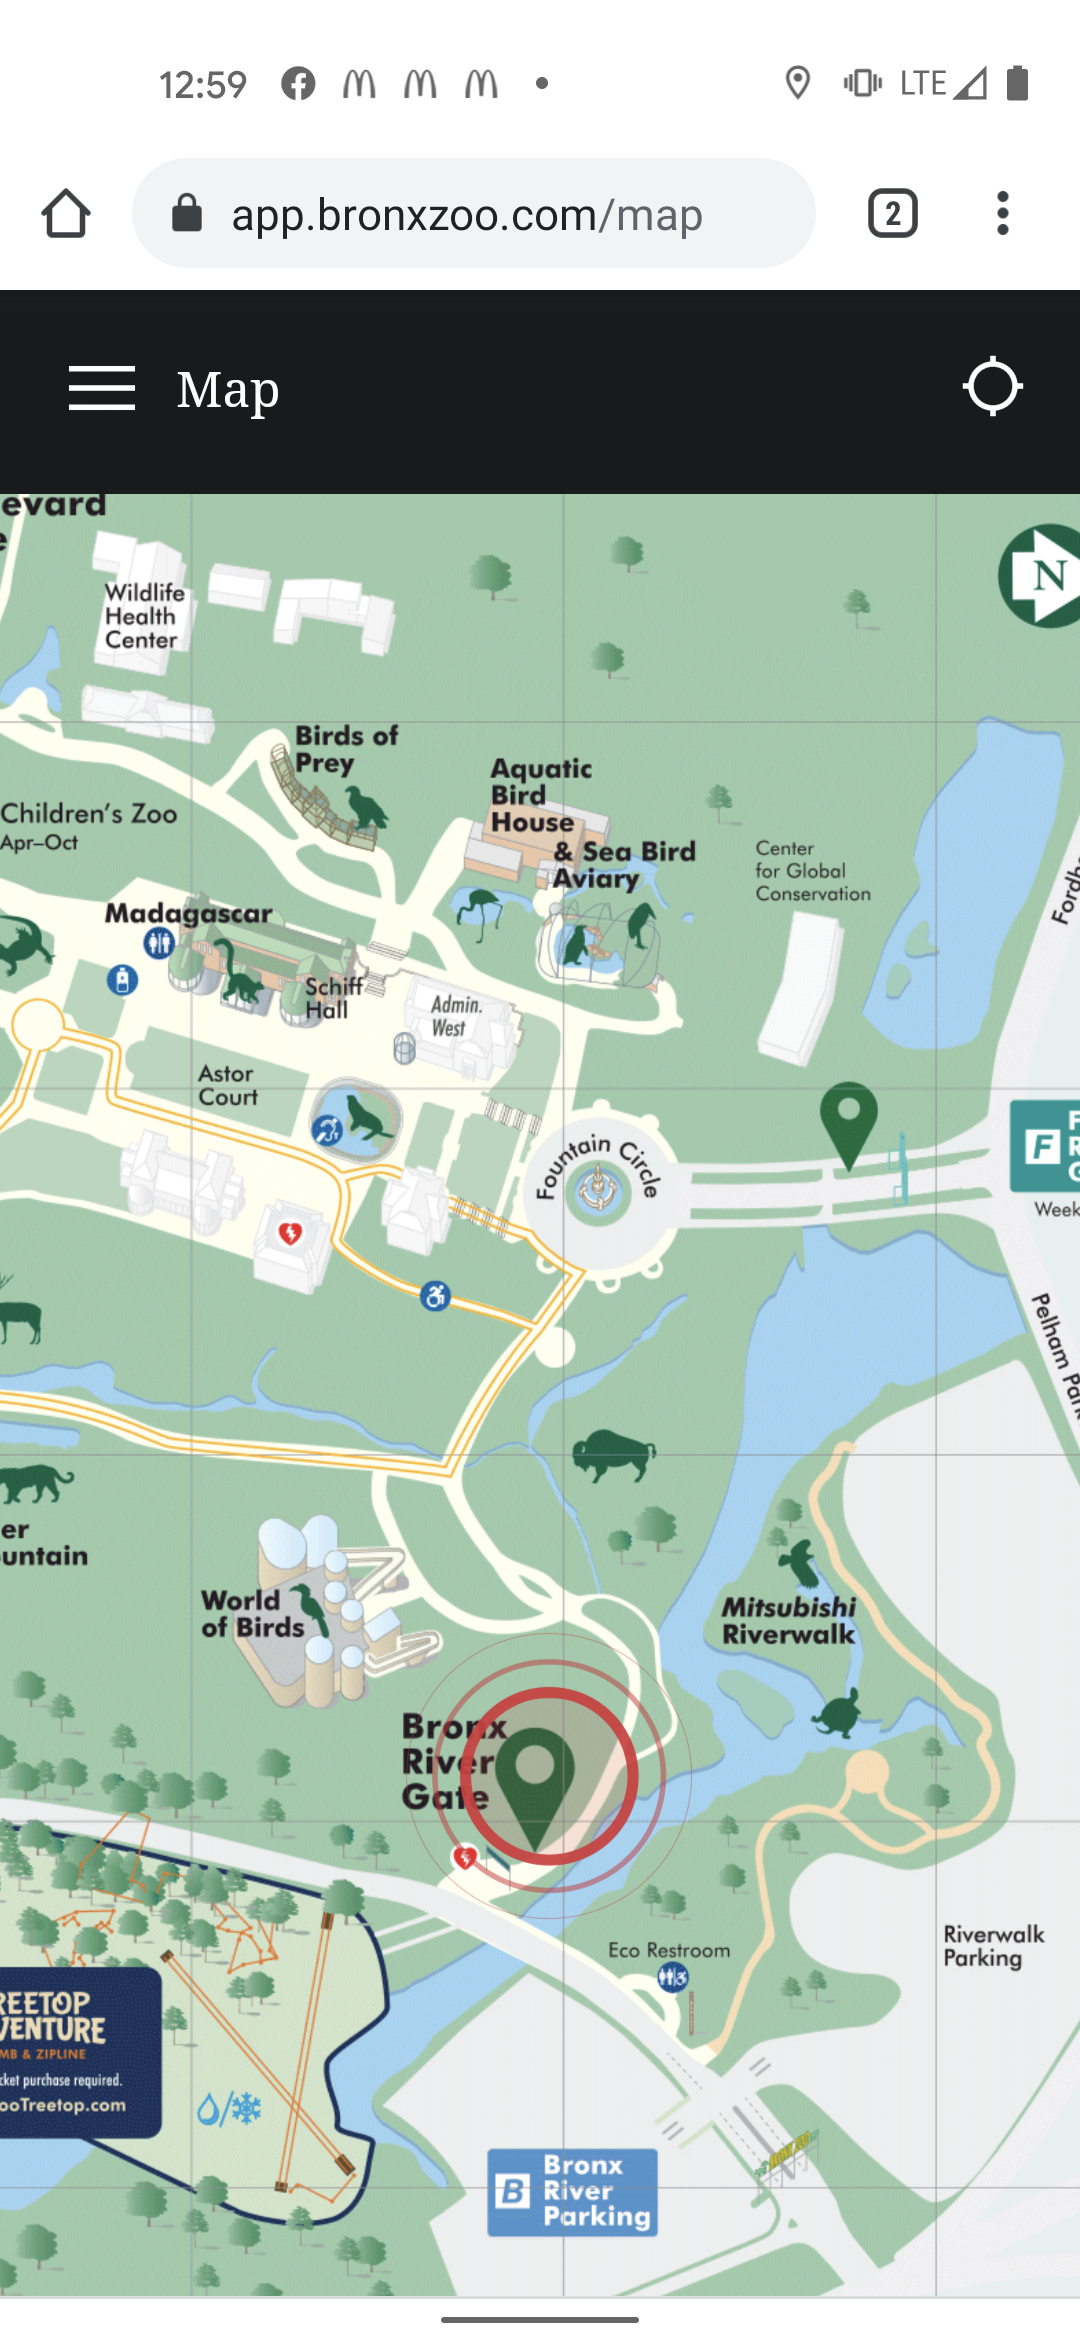 12:59
LTE
app.bronxzoo.com/map
2
Map
evard
e
N
Wildlife
Health
Center
Birds of
Prey
Aquatic
Bird
House
& Sea Bird
Aviary
Children's Zoo
Apr–Oct
Center
for Global
Conservation
Fordh
Madagascar
Schiff
Hall
Admin.
West
Astor
Court
Fountain Circle
F
F
R
G
Week
Pelham Par
er
ountain
World
of Birds
Mitsubishi
Riverwalk
Bronx
River
Gate
Eco Restroom
Riverwalk
Parking
REETOP
VENTURE
MB & ZIPLINE
cket purchase required.
ooTreetop.com
B
Bronx
River
Parking